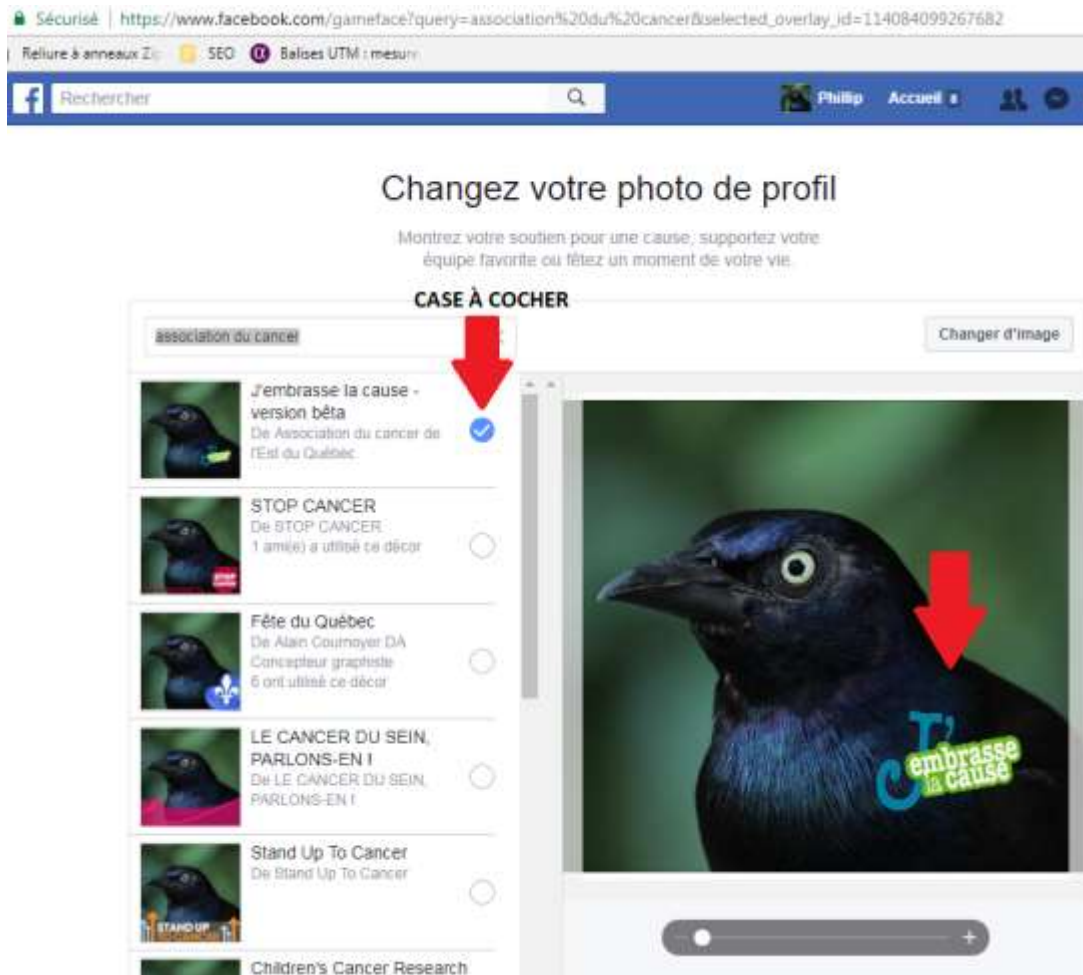 Sécurisé | https://www.facebook.com/gameface?query=association%20du%20cancer&selected_overlay_id=114084099267682
Reliure à anneaux Zi SEO Balises UTM : mesur
f Rechercher Phillip Accueil 8
Changez votre photo de profil
Montrez votre soutien pour une cause, supportez votre
équipe favorite ou fêtez un moment de votre vie.
CASE À COCHER
association du cancer
Changer d'image
J'embrasse la cause -
version bêta
De Association du cancer de
l'Est du Québec
STOP CANCER
De STOP CANCER
1 ami(e) a utilisé ce décor
STOP
Fête du Québec
De Alain Cournoyer DA
Concepteur graphiste
6 ont utilisé ce décor
LE CANCER DU SEIN,
PARLONS-EN !
De LE CANCER DU SEIN,
PARLONS-EN !
Stand Up To Cancer
De Stand Up To Cancer
STAND UP
TO CANCER
Children's Cancer Research
J'
embrasse
la cause